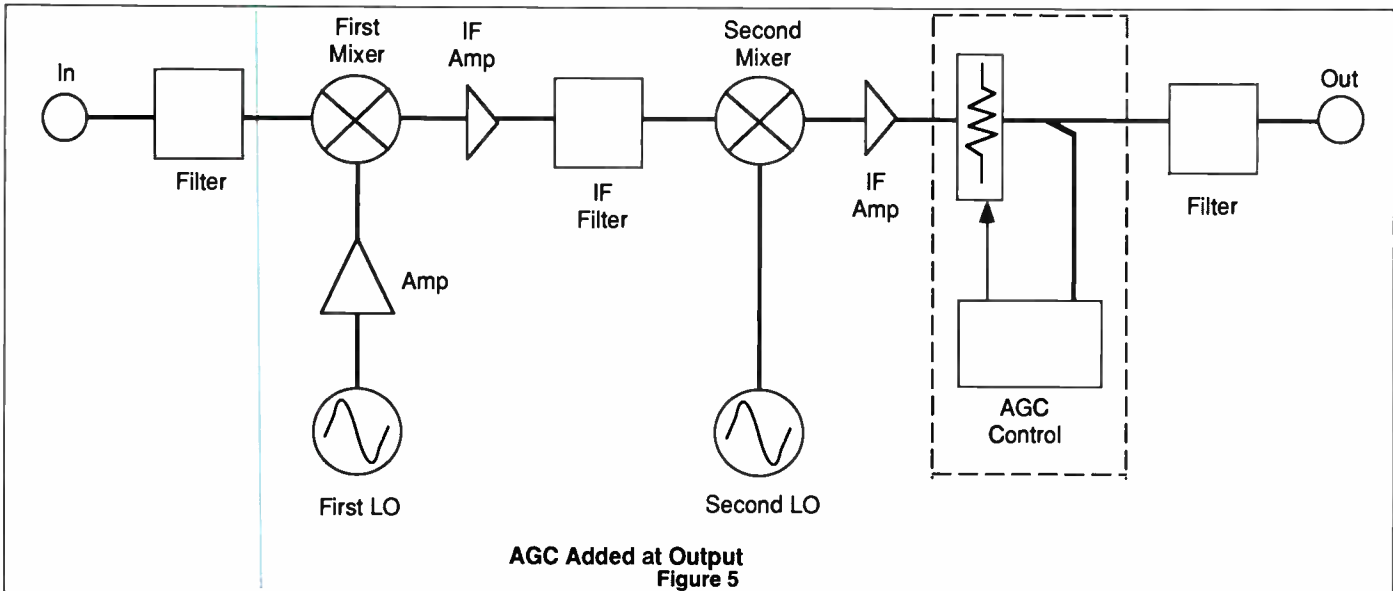 In
Filter
First
Mixer
Amp
First LO
IF
Amp
IF
Filter
Second
Mixer
Second LO
IF
Amp
AGC
Control
Filter
Out
AGC Added at Output
Figure 5